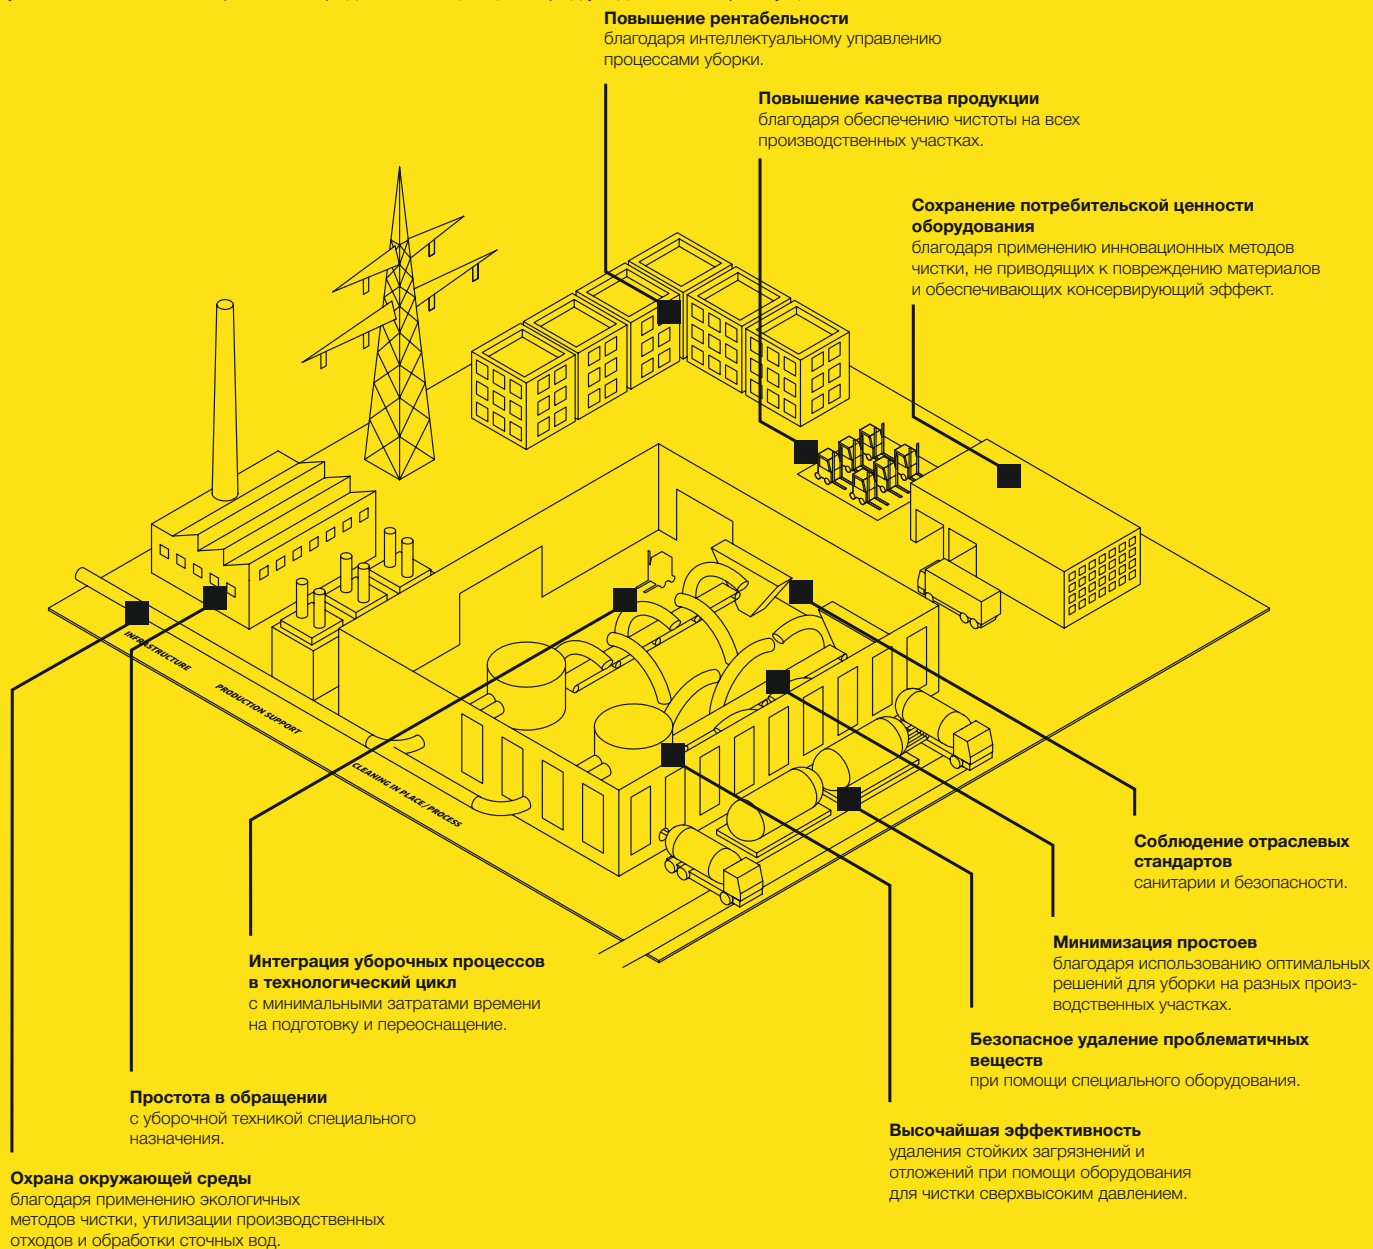 Повышение рентабельности
благодаря интеллектуальному управлению
процессами уборки.
Повышение качества продукции
благодаря обеспечению чистоты на всех
производственных участках.
Сохранение потребительской ценности
оборудования
благодаря применению инновационных методов
чистки, не приводящих к повреждению материалов
и обеспечивающих консервирующий эффект.
INFRASTRUCTURE
PRODUCTION SUPPORT
CLEANING IN PLACE/PROCESS
Соблюдение отраслевых
стандартов
санитарии и безопасности.
Минимизация простоев
благодаря использованию оптимальных
решений для уборки на разных произ-
водственных участках.
Интеграция уборочных процессов
в технологический цикл
с минимальными затратами времени
на подготовку и переоснащение.
Безопасное удаление проблематичных
веществ
при помощи специального оборудования.
Простота в обращении
с уборочной техникой специального
назначения.
Высочайшая эффективность
удаления стойких загрязнений и
отложений при помощи оборудования
для чистки сверхвысоким давлением.
Охрана окружающей среды
благодаря применению экологичных
методов чистки, утилизации производственных
отходов и обработки сточных вод.